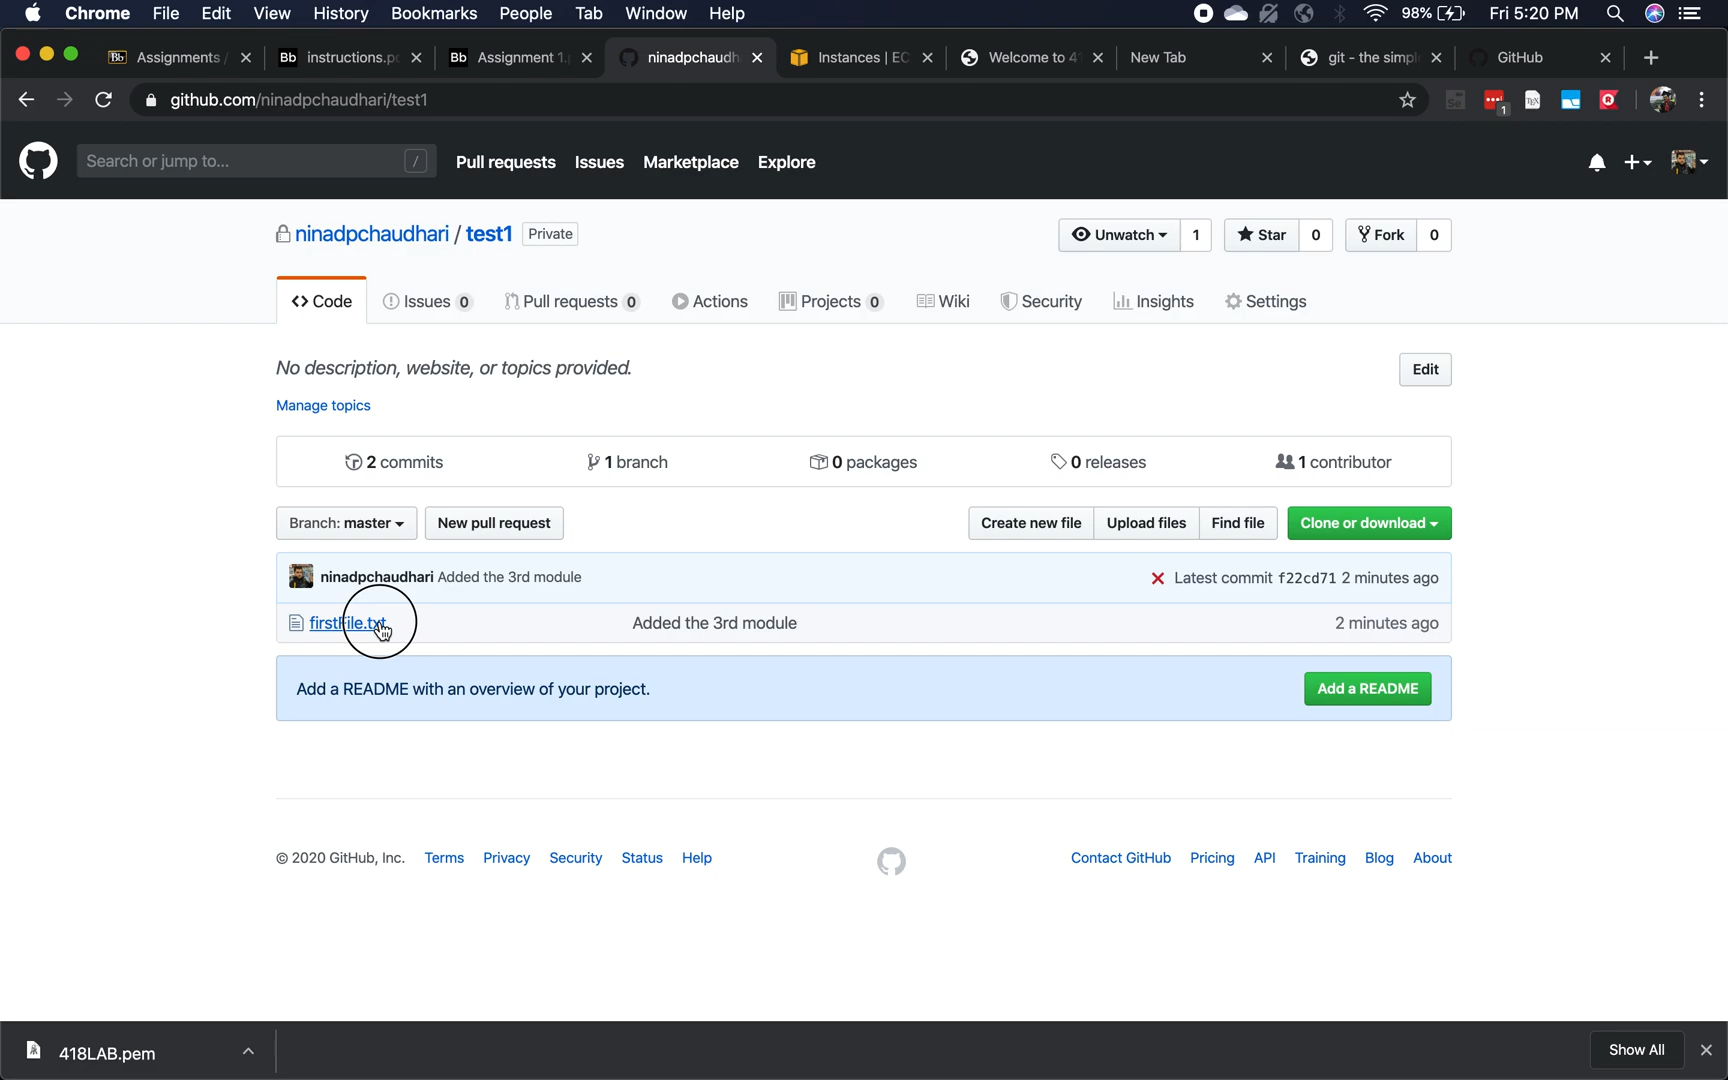 Chrome File Edit View History Bookmarks People Tab Window Help 98% Fri 5:20 PM
Bb Assignments / Bb instructions.pc Bb Assignment 1. ninadpchaudh Instances | EC Welcome to 41 New Tab git - the simpl GitHub
github.com/ninadpchaudhari/test1 1
Search or jump to... / Pull requests Issues Marketplace Explore
ninadpchaudhari / test1 Private Unwatch 1 Star 0 Fork 0
Code Issues 0 Pull requests 0 Actions Projects 0 Wiki Security Insights Settings
No description, website, or topics provided. Edit
Manage topics
2 commits 1 branch 0 packages 0 releases 1 contributor
Branch: master New pull request Create new file Upload files Find file Clone or download
ninadpchaudhari Added the 3rd module Latest commit f22cd71 2 minutes ago
firstFile.txt Added the 3rd module 2 minutes ago
Add a README with an overview of your project. Add a README
© 2020 GitHub, Inc. Terms Privacy Security Status Help Contact GitHub Pricing API Training Blog About
418LAB.pem Show All